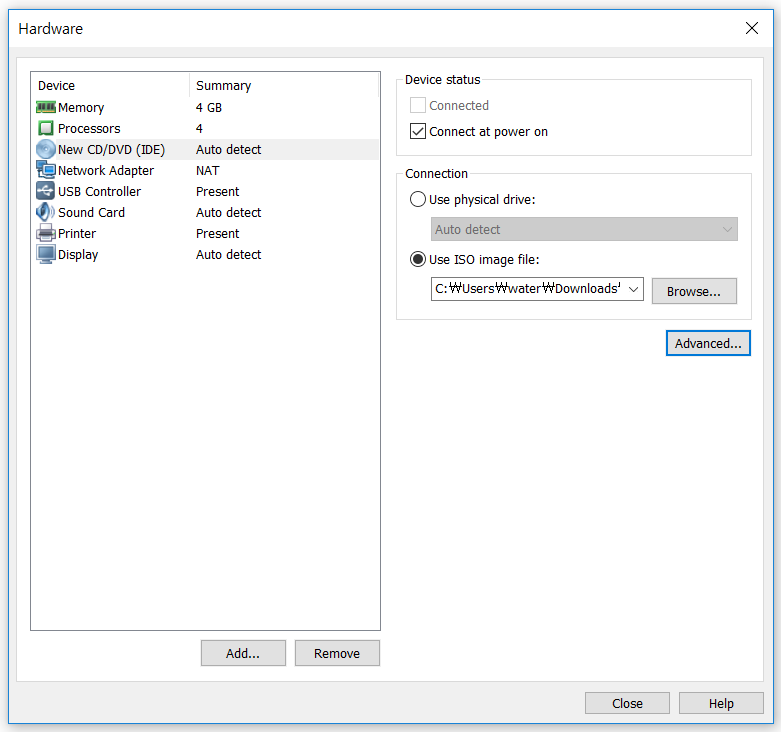 Hardware
Device Summary
Memory 4 GB
Processors 4
New CD/DVD (IDE) Auto detect
Network Adapter NAT
USB Controller Present
Sound Card Auto detect
Printer Present
Display Auto detect
Add... Remove
Device status
Connected
Connect at power on
Connection
Use physical drive:
Auto detect
Use ISO image file:
C:₩Users₩water₩Downloads
Browse...
Advanced...
Close Help